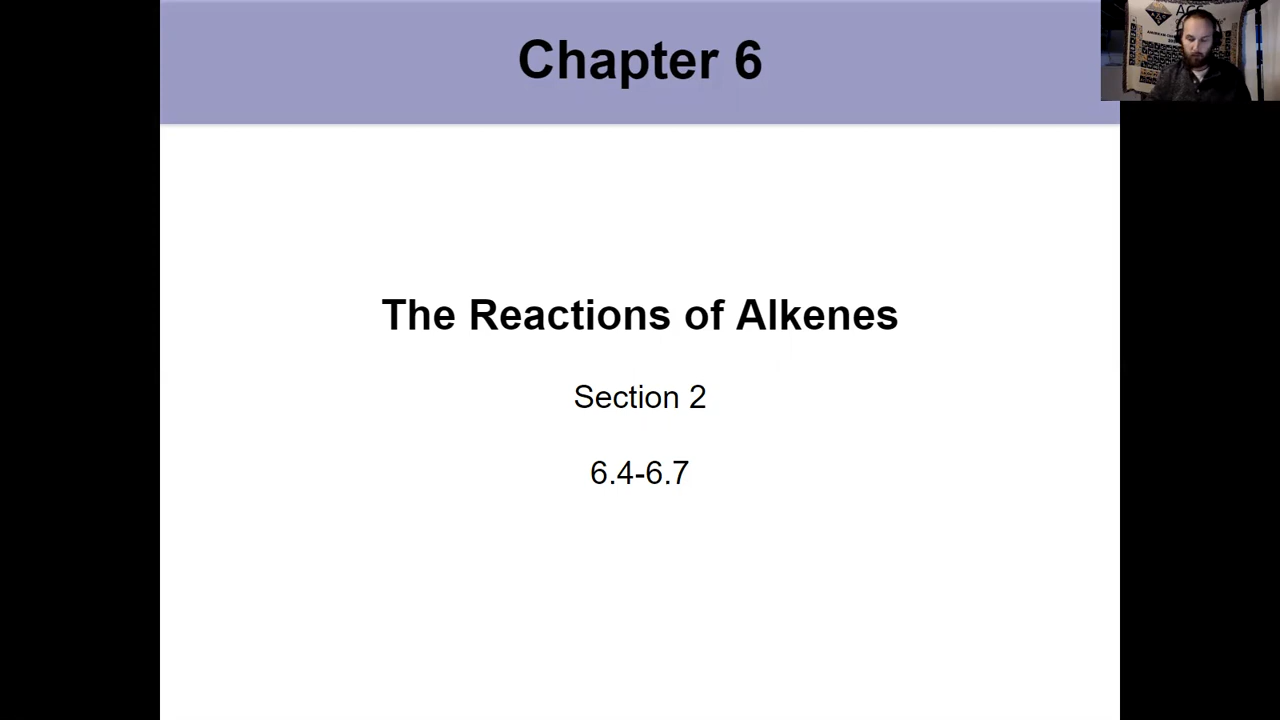 Chapter 6
The Reactions of Alkenes
Section 2
6.4-6.7